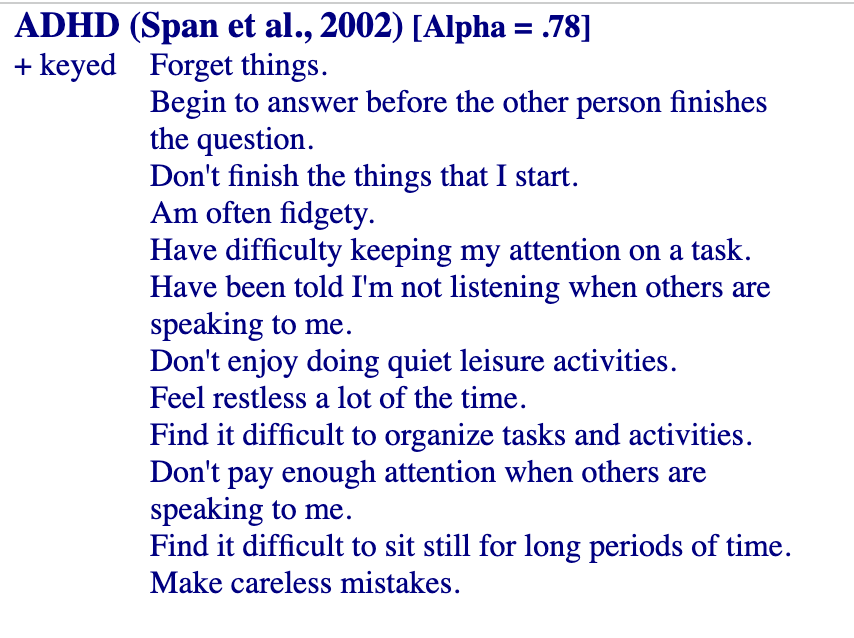 ADHD (Span et al., 2002) [Alpha = .78]
+ keyed Forget things.
Begin to answer before the other person finishes
the question.
Don't finish the things that I start.
Am often fidgety.
Have difficulty keeping my attention on a task.
Have been told I'm not listening when others are
speaking to me.
Don't enjoy doing quiet leisure activities.
Feel restless a lot of the time.
Find it difficult to organize tasks and activities.
Don't pay enough attention when others are
speaking to me.
Find it difficult to sit still for long periods of time.
Make careless mistakes.